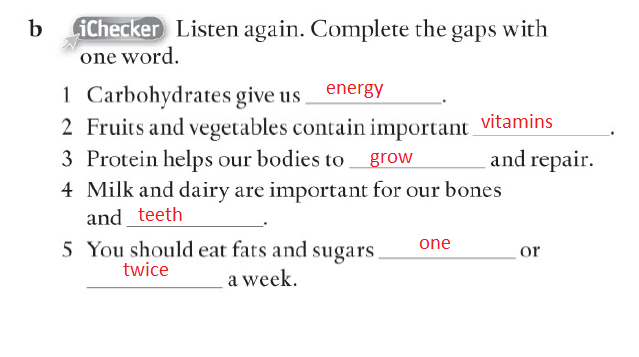 b iChecker Listen again. Complete the gaps with
one word.
1 Carbohydrates give us energy.
2 Fruits and vegetables contain important vitamins.
3 Protein helps our bodies to grow and repair.
4 Milk and dairy are important for our bones
and teeth.
5 You should eat fats and sugars one or
twice a week.